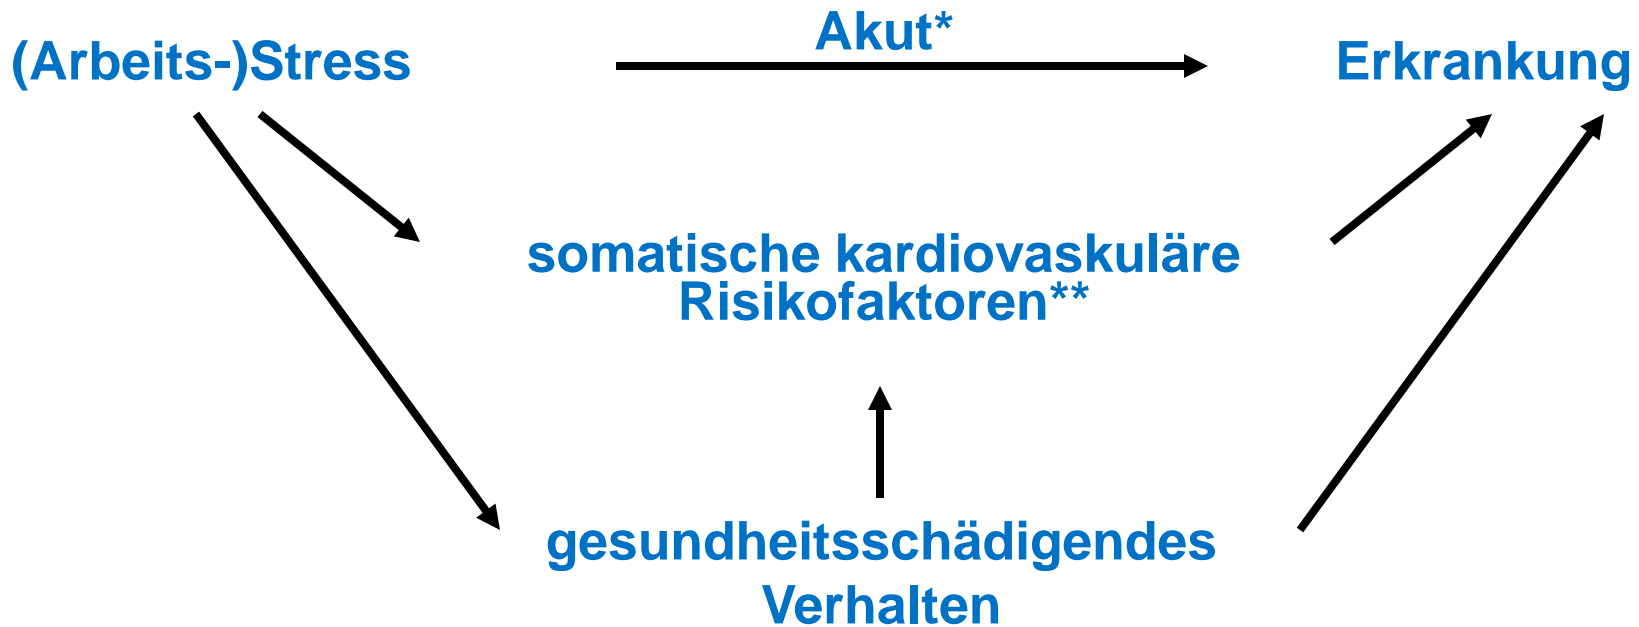 Akut*
(Arbeits-)Stress
Erkrankung
somatische kardiovaskuläre
Risikofaktoren**
gesundheitsschädigendes
Verhalten